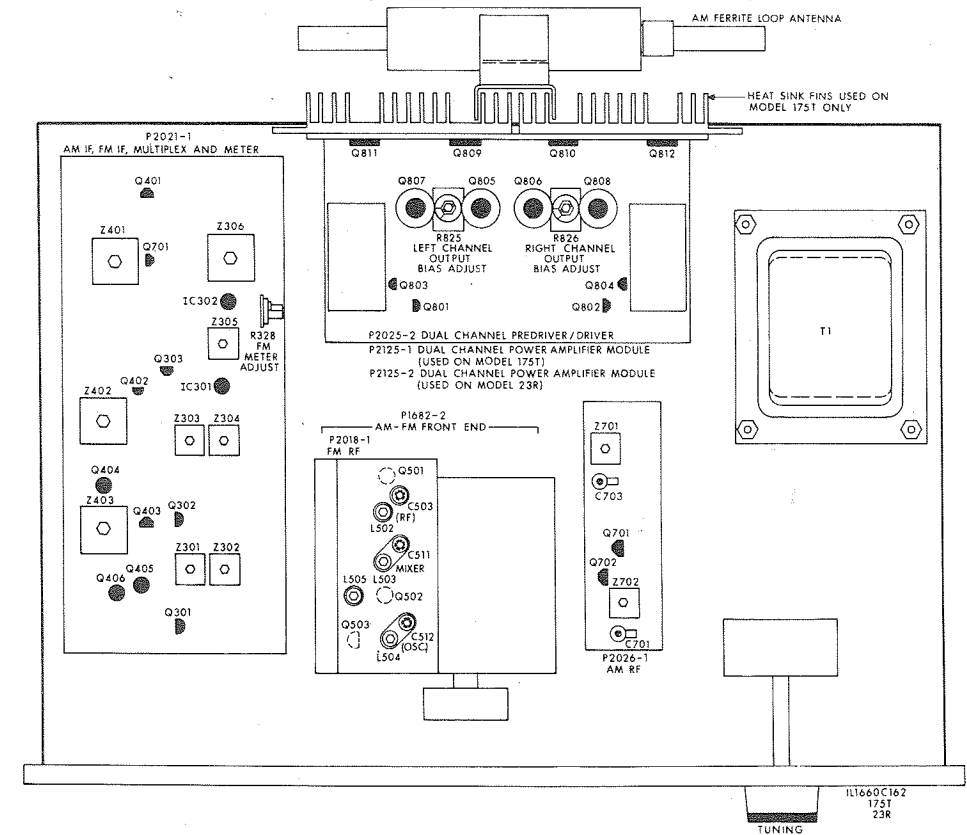 AM FERRITE LOOP ANTENNA
HEAT SINK FINS USED ON
MODEL 175T ONLY
P2021-1
AM IF, FM IF, MULTIPLEX AND METER
Q811
Q809
Q810
Q812
Q401
Q807
Q805
Q806
Q808
Z401
Q701
Z306
R825
LEFT CHANNEL
OUTPUT
BIAS ADJUST
R826
RIGHT CHANNEL
OUTPUT
BIAS ADJUST
Q803
Q804
Q801
Q802
IC302
Z305
R328
FM
METER
ADJUST
T1
P2025-2 DUAL CHANNEL PREDRIVER/DRIVER
P2125-1 DUAL CHANNEL POWER AMPLIFIER MODULE
(USED ON MODEL 175T)
P2125-2 DUAL CHANNEL POWER AMPLIFIER MODULE
(USED ON MODEL 23R)
Q303
Q402
IC301
Z402
Z303
Z304
P1682-2
AM-FM FRONT END
P2018-1
FM RF
Z701
Q404
Q501
C703
Z403
Q403
Q302
C503
(RF)
L502
Q701
C511
MIXER
Z301
Z302
Q702
Q406
Q405
L505
L503
Q502
Z702
Q301
Q503
C512
(OSC)
L504
C701
P2026-1
AM RF
TUNING
IL1660C162
175T
23R